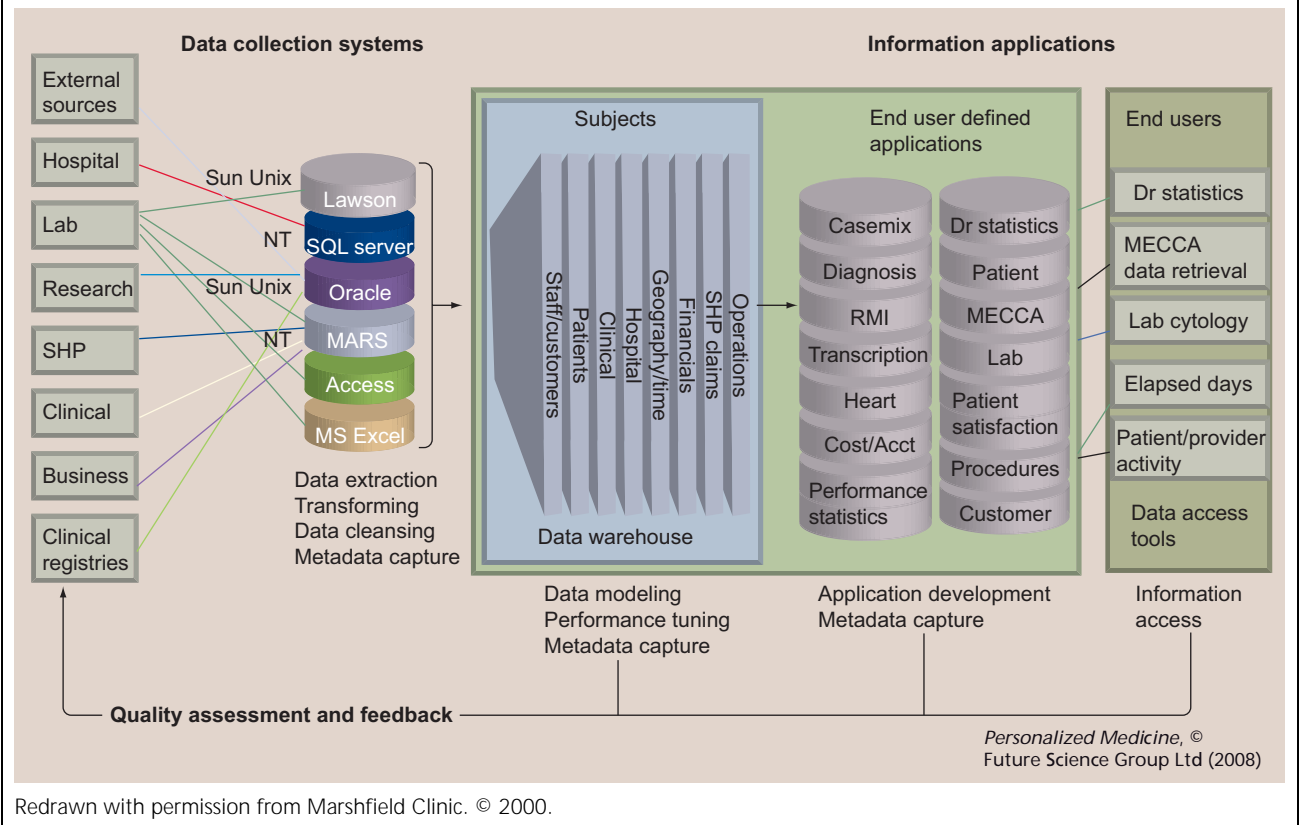 Data collection systems
Information applications
External
sources
Hospital
Lab
Research
SHP
Clinical
Business
Clinical
registries
Sun Unix
NT
Sun Unix
NT
Lawson
SQL server
Oracle
MARS
Access
MS Excel
Data extraction
Transforming
Data cleansing
Metadata capture
Subjects
Staff/customers
Patients
Clinical
Hospital
Geography/time
Financials
SHP claims
Operations
Data warehouse
Data modeling
Performance tuning
Metadata capture
End user defined
applications
Casemix
Diagnosis
RMI
Transcription
Heart
Cost/Acct
Performance
statistics
Dr statistics
Patient
MECCA
Lab
Patient
satisfaction
Procedures
Customer
Application development
Metadata capture
End users
Dr statistics
MECCA
data retrieval
Lab cytology
Elapsed days
Patient/provider
activity
Data access
tools
Information
access
Quality assessment and feedback
Personalized Medicine, ©
Future Science Group Ltd (2008)
Redrawn with permission from Marshfield Clinic. © 2000.